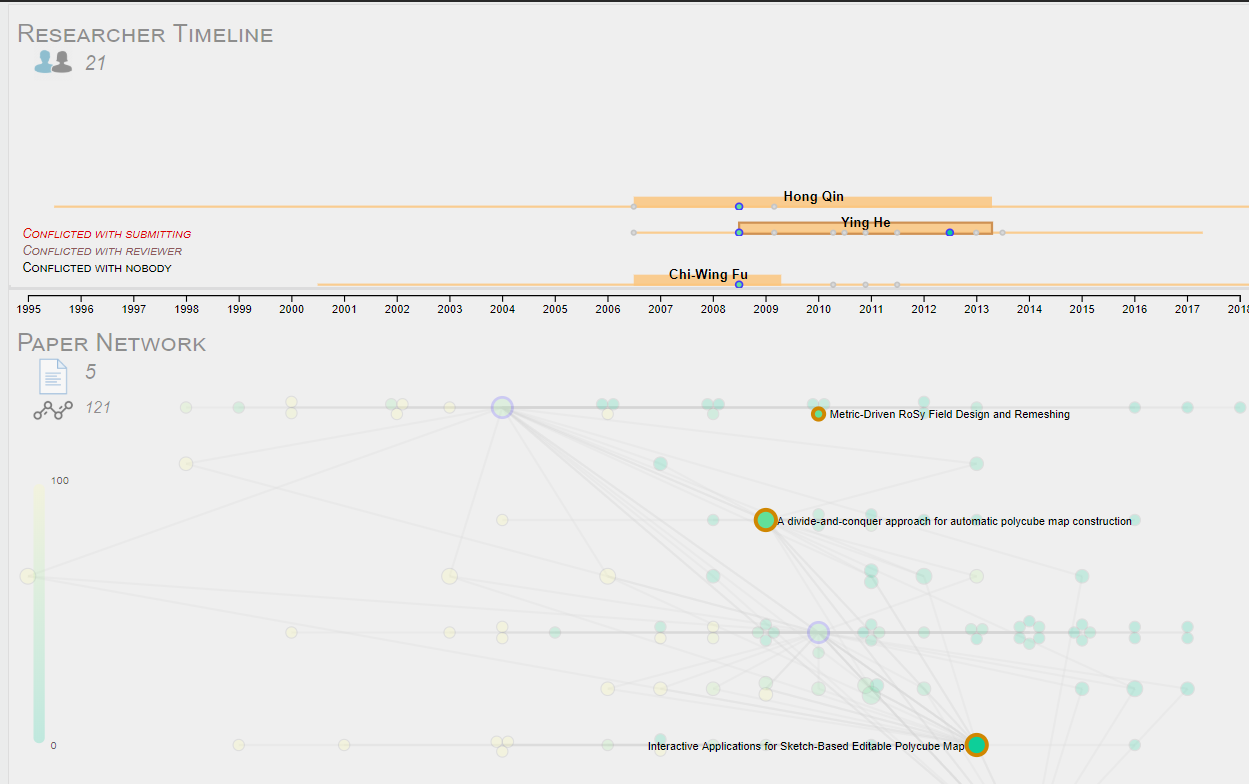 Researcher Timeline
21
Hong Qin
Ying He
Conflicted with submitting
Conflicted with reviewer
Conflicted with nobody
Chi-Wing Fu
1995 1996 1997 1998 1999 2000 2001 2002 2003 2004 2005 2006 2007 2008 2009 2010 2011 2012 2013 2014 2015 2016 2017 2018
Paper Network
5
121
Metric-Driven RoSy Field Design and Remeshing
100
A divide-and-conquer approach for automatic polycube map construction
0
Interactive Applications for Sketch-Based Editable Polycube Map